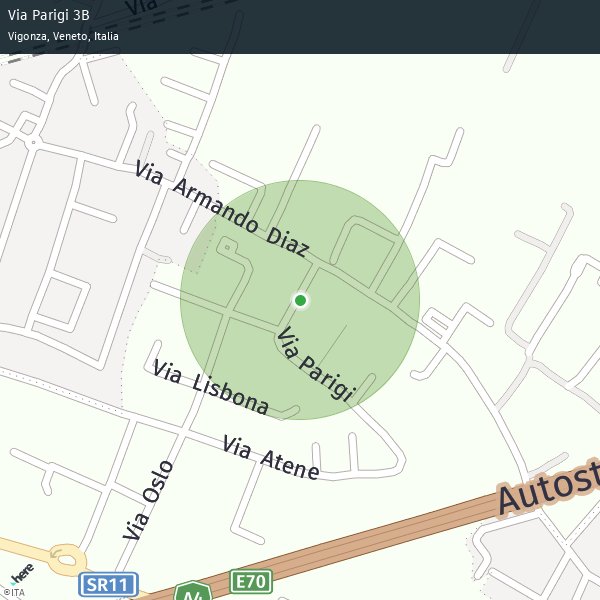 Via Parigi 3B
Vigonza, Veneto, Italia
Via
Via Armando Diaz
Via Parigi
Via Lisbona
Via Atene
Via Oslo
Autost
SR11
A4
E70
here
©ITA